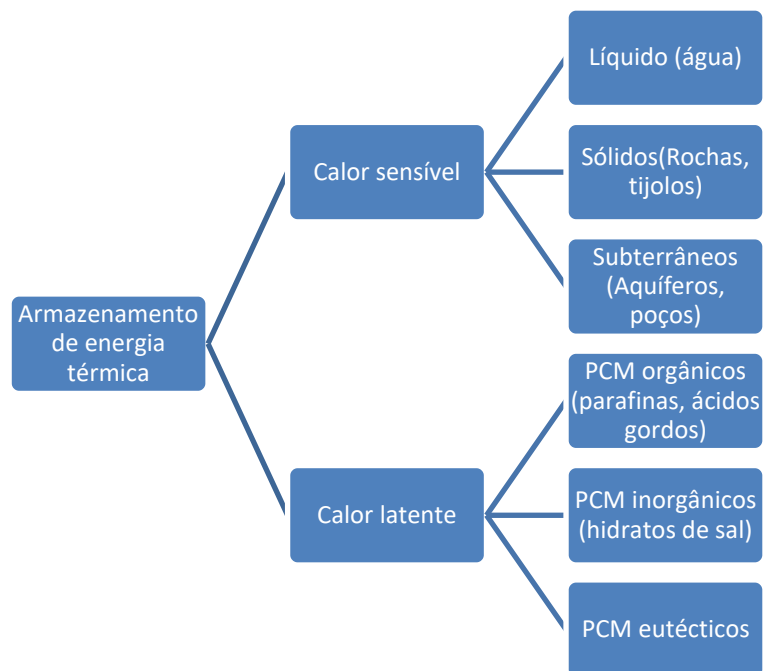 Armazenamento
de energia
térmica
Calor sensível
Líquido (água)
Sólidos(Rochas,
tijolos)
Subterrâneos
(Aquíferos,
poços)
Calor latente
PCM orgânicos
(parafinas, ácidos
gordos)
PCM inorgânicos
(hidratos de sal)
PCM eutécticos